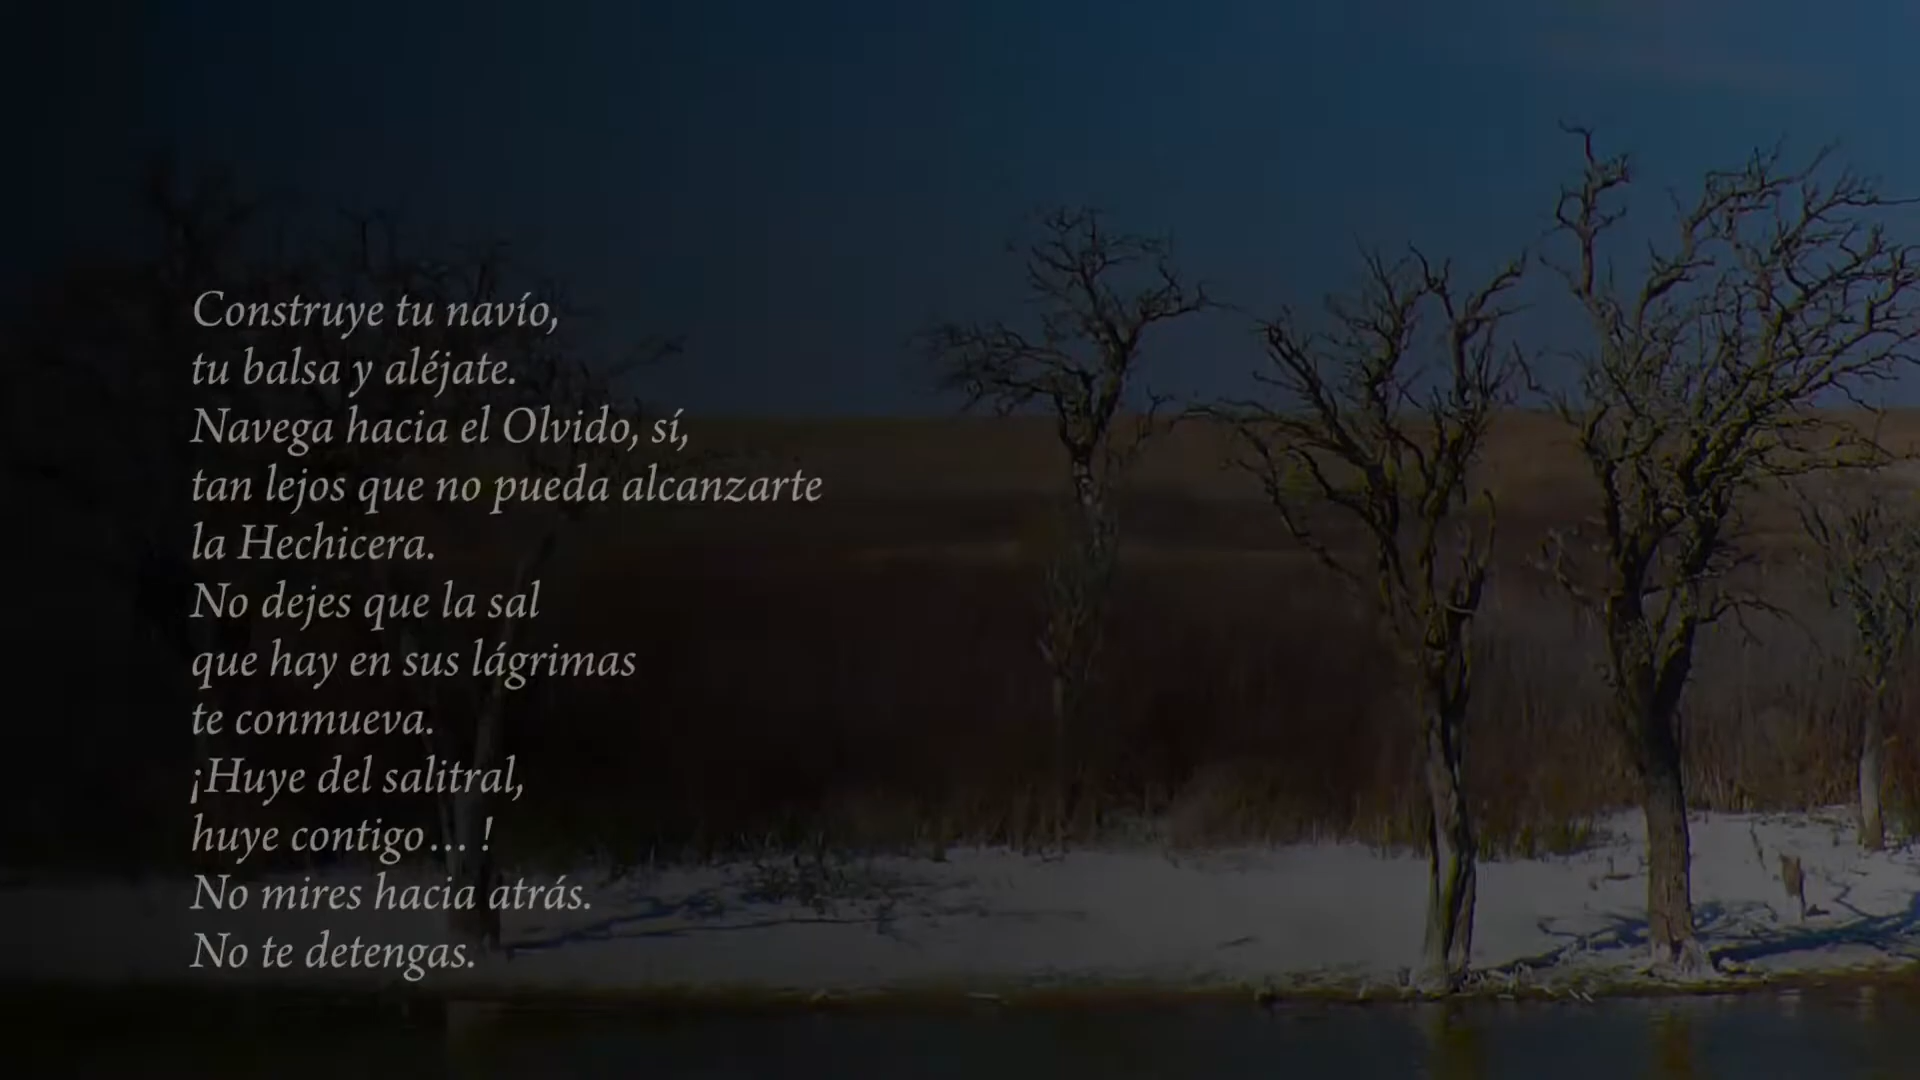 Construye tu navío,
tu balsa y aléjate.
Navega hacia el Olvido, sí,
tan lejos que no pueda alcanzarte
la Hechicera.
No dejes que la sal
que hay en sus lágrimas
te conmueva.
¡Huye del salitral,
huye contigo… !
No mires hacia atrás.
No te detengas.